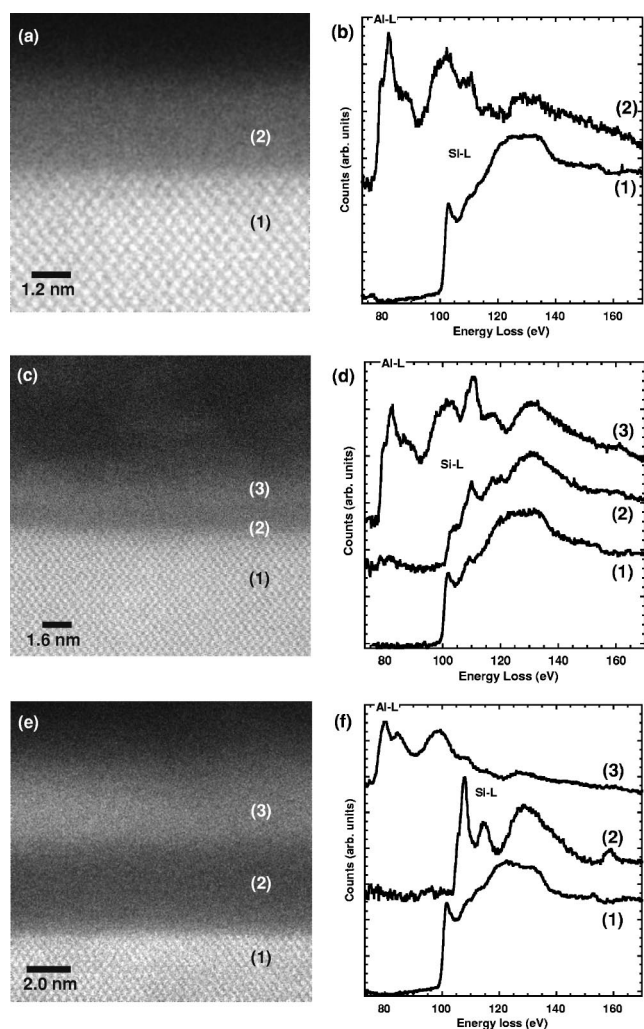 (a)
(2)
(1)
1.2 nm
(b)
Al-L
(2)
Si-L
(1)
Counts (arb. units)
80 100 120 140 160
Energy Loss (eV)
(c)
(3)
(2)
(1)
1.6 nm
(d)
Al-L
(3)
Si-L
(2)
(1)
Counts (arb. units)
80 100 120 140 160
Energy Loss (eV)
(e)
(3)
(2)
(1)
2.0 nm
(f)
Al-L
(3)
Si-L
(2)
(1)
Counts (arb. units)
80 100 120 140 160
Energy loss (eV)